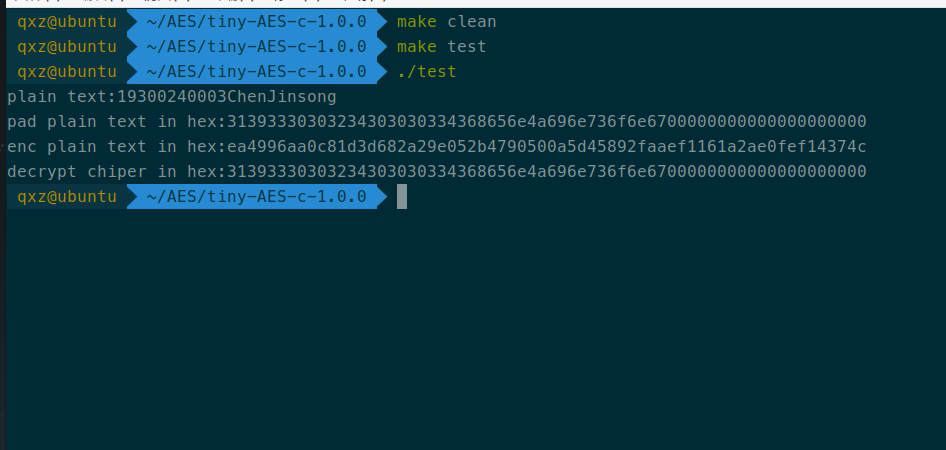 qxz@ubuntu ~/AES/tiny-AES-c-1.0.0 make clean
qxz@ubuntu ~/AES/tiny-AES-c-1.0.0 make test
qxz@ubuntu ~/AES/tiny-AES-c-1.0.0 ./test
plain text:19300240003ChenJinsong
pad plain text in hex:31393330303234303030334368656e4a696e736f6e6700000000000000000000
enc plain text in hex:ea4996aa0c81d3d682a29e052b4790500a5d45892faaef1161a2ae0fef14374c
decrypt chiper in hex:31393330303234303030334368656e4a696e736f6e6700000000000000000000
qxz@ubuntu ~/AES/tiny-AES-c-1.0.0